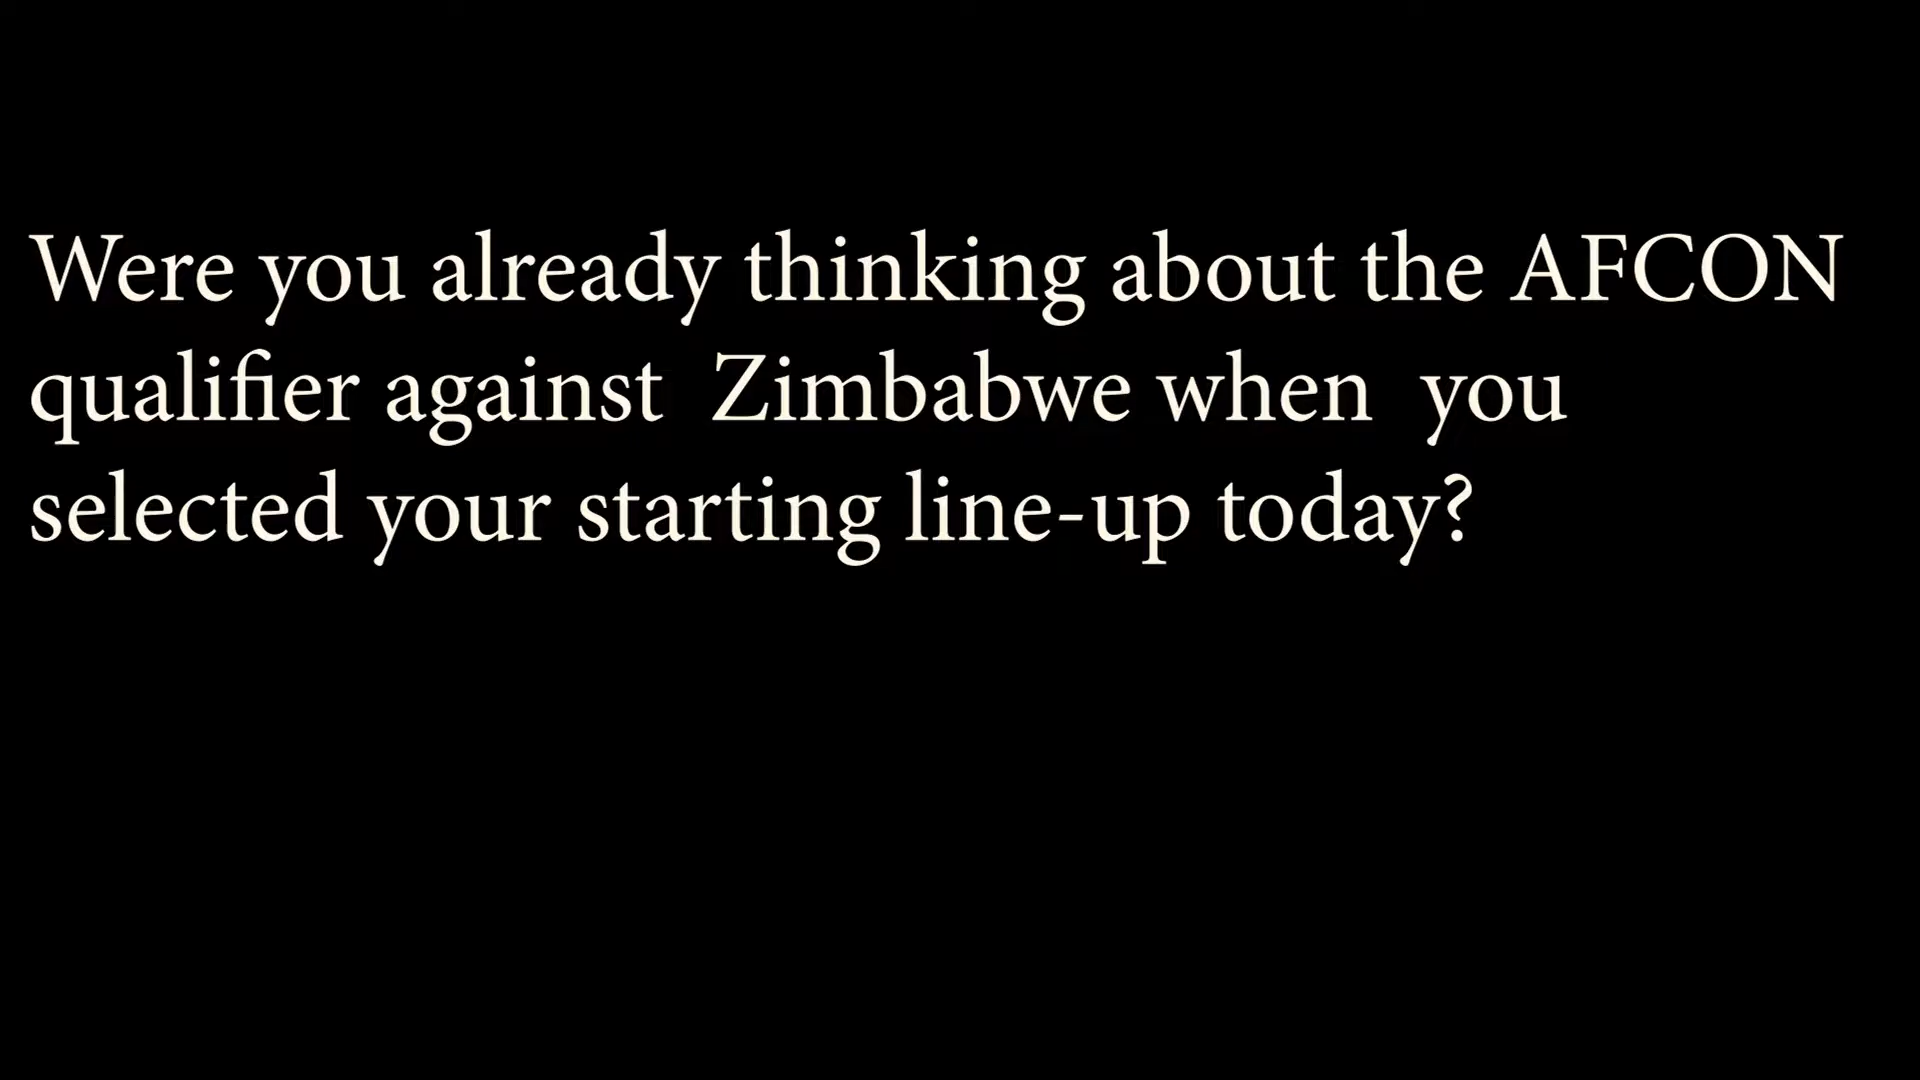 Were you already thinking about the AFCON
qualifier against  Zimbabwe when  you
selected your starting line-up today?